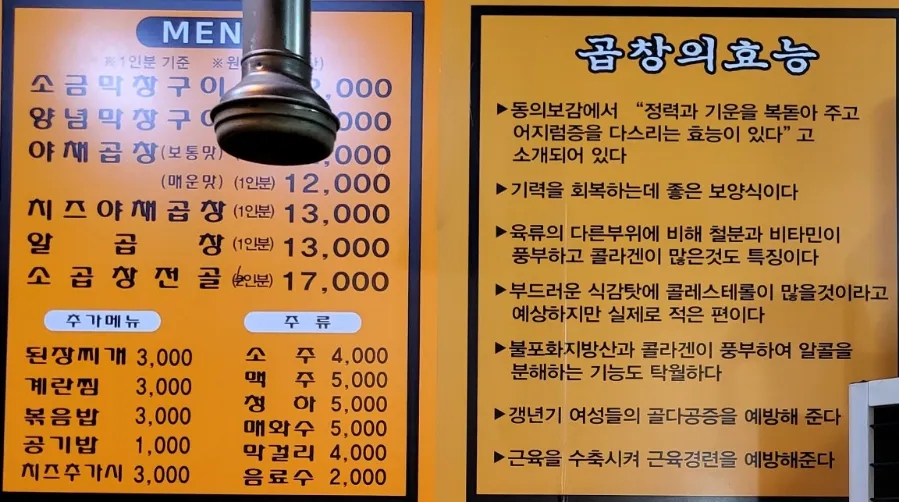 MEN
※1인분 기준 ※원
소금막창구이 2,000
양념막창구이 ,000
야채곱창(보통맛) ,000
(매운맛) (1인분) 12,000
치즈야채곱창 (1인분) 13,000
알 곱 창 (1인분) 13,000
소곱창전골 (2인분) 17,000
추가메뉴
된장찌개 3,000
계란찜 3,000
볶음밥 3,000
공기밥 1,000
치즈추가시 3,000
주 류
소 주 4,000
맥 주 5,000
청 하 5,000
매화수 5,000
막걸리 4,000
음료수 2,000
곱창의효능
▶동의보감에서 “정력과 기운을 복돋아 주고
어지럼증을 다스리는 효능이 있다”고
소개되어 있다
▶기력을 회복하는데 좋은 보양식이다
▶육류의 다른부위에 비해 철분과 비타민이
풍부하고 콜라겐이 많은것도 특징이다
▶부드러운 식감탓에 콜레스테롤이 많을것이라고
예상하지만 실제로 적은 편이다
▶불포화지방산과 콜라겐이 풍부하여 알콜을
분해하는 기능도 탁월하다
▶갱년기 여성들의 골다공증을 예방해 준다
▶근육을 수축시켜 근육경련을 예방해준다